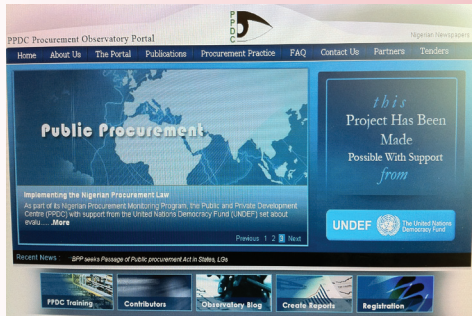 P
P
D
C
PPDC Procurement Observatory Portal
Nigerian Newspapers
Home About Us The Portal Publications Procurement Practice FAQ Contact Us Partners Tenders
Public Procurement
Implementing the Nigerian Procurement Law
As part of its Nigerian Procurement Monitoring Program, the Public and Private Development
Centre (PPDC) with support from the United Nations Democracy Fund (UNDEF) set about
evalu.....More
Previous 1 2 3 Next
this
Project Has Been
Made
Possible With Support
from
UNDEF The United Nations
Democracy Fund
Recent News : BPP seeks Passage of Public procurement Act in States, LGs
PPDC Training Contributors Observatory Blog Create Reports Registration